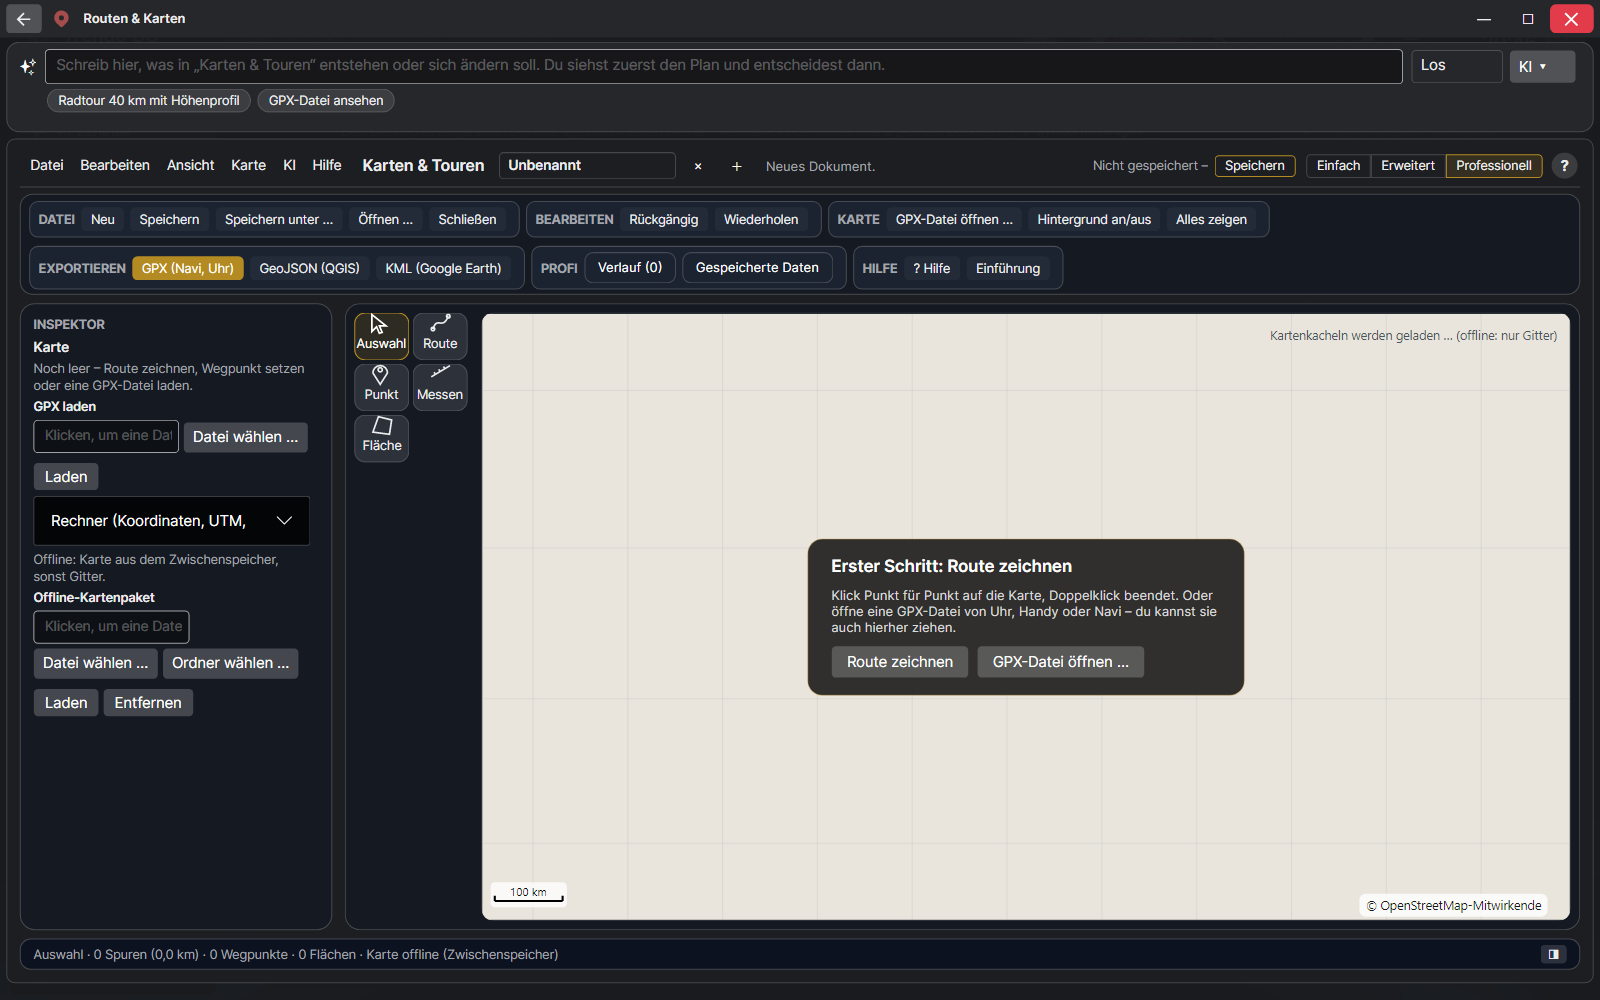 Routen & Karten
Schreib hier, was in „Karten & Touren“ entstehen oder sich ändern soll. Du siehst zuerst den Plan und entscheidest dann.
Los
KI ▾
Radtour 40 km mit Höhenprofil
GPX-Datei ansehen
Datei Bearbeiten Ansicht Karte KI Hilfe
Karten & Touren
Unbenannt
× +
Neues Dokument.
Nicht gespeichert –
Speichern
Einfach Erweitert Professionell
?
DATEI Neu Speichern Speichern unter ... Öffnen ... Schließen
BEARBEITEN Rückgängig Wiederholen
KARTE GPX-Datei öffnen ... Hintergrund an/aus Alles zeigen
EXPORTIEREN GPX (Navi, Uhr) GeoJSON (QGIS) KML (Google Earth)
PROFI Verlauf (0) Gespeicherte Daten
HILFE ? Hilfe Einführung
INSPEKTOR
Karte
Noch leer – Route zeichnen, Wegpunkt setzen
oder eine GPX-Datei laden.
GPX laden
Klicken, um eine Dat
Datei wählen ...
Laden
Rechner (Koordinaten, UTM,
Offline: Karte aus dem Zwischenspeicher,
sonst Gitter.
Offline-Kartenpaket
Klicken, um eine Date
Datei wählen ... Ordner wählen ...
Laden Entfernen
Auswahl Route
Punkt Messen
Fläche
Kartenkacheln werden geladen ... (offline: nur Gitter)
Erster Schritt: Route zeichnen
Klick Punkt für Punkt auf die Karte, Doppelklick beendet. Oder
öffne eine GPX-Datei von Uhr, Handy oder Navi – du kannst sie
auch hierher ziehen.
Route zeichnen GPX-Datei öffnen ...
100 km
© OpenStreetMap-Mitwirkende
Auswahl · 0 Spuren (0,0 km) · 0 Wegpunkte · 0 Flächen · Karte offline (Zwischenspeicher)